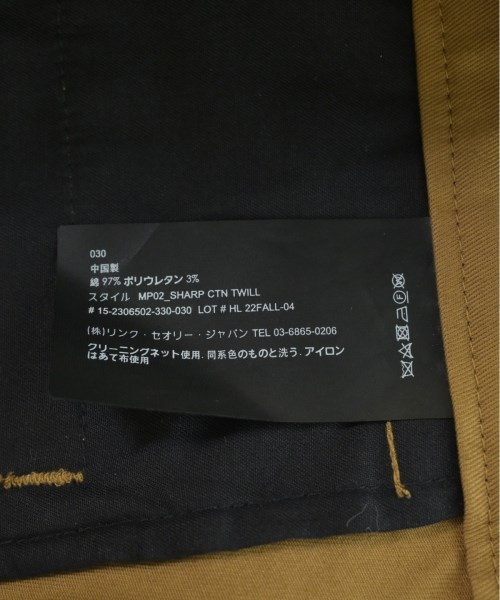 030
中国製
綿 97% ポリウレタン 3%
スタイル MP02_SHARP CTN TWILL
# 15-2306502-330-030 LOT # HL 22FALL-04
(株)リンク・セオリー・ジャパン TEL 03-6865-0206
クリーニングネット使用. 同系色のものと洗う. アイロン
はあて布使用